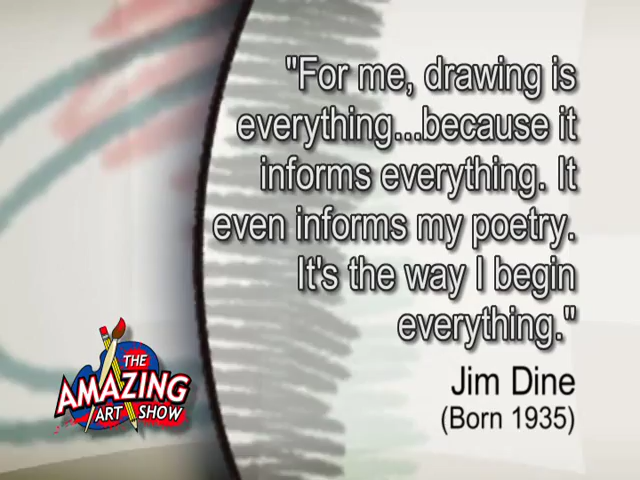 "For me, drawing is
everything...because it
informs everything. It
even informs my poetry.
It's the way I begin
everything."
Jim Dine
(Born 1935)
THE
AMAZING
ART SHOW